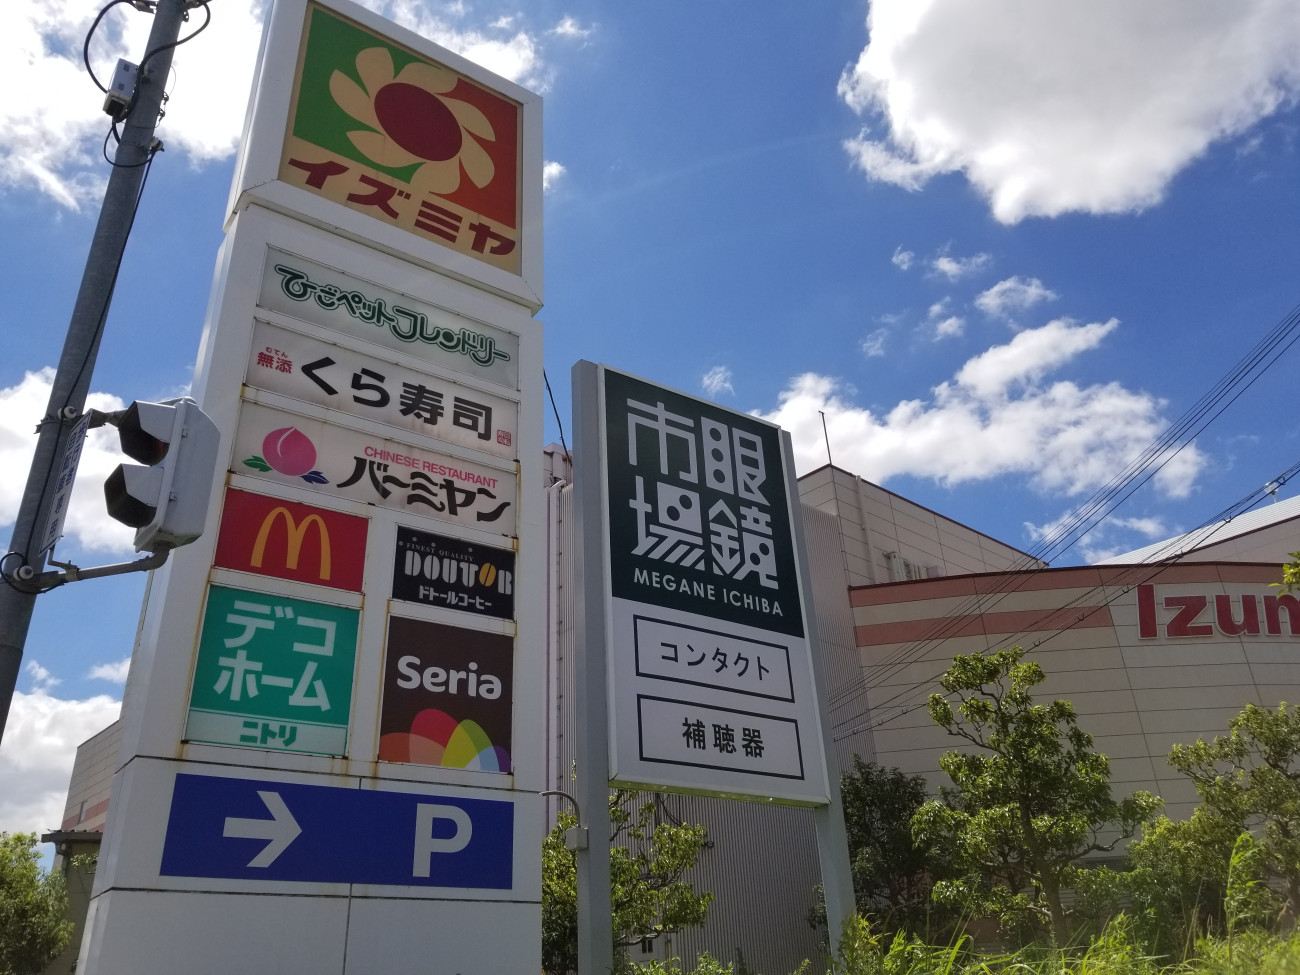 イズミヤ
ひごペットフレンドリー
むてん
無添
くら寿司
CHINESE RESTAURANT
バーミヤン
M
FINEST QUALITY
DOUTOR
ドトールコーヒー
デコ
ホーム
ニトリ
Seria
→ P
眼鏡
市場
MEGANE ICHIBA
コンタクト
補聴器
Izum